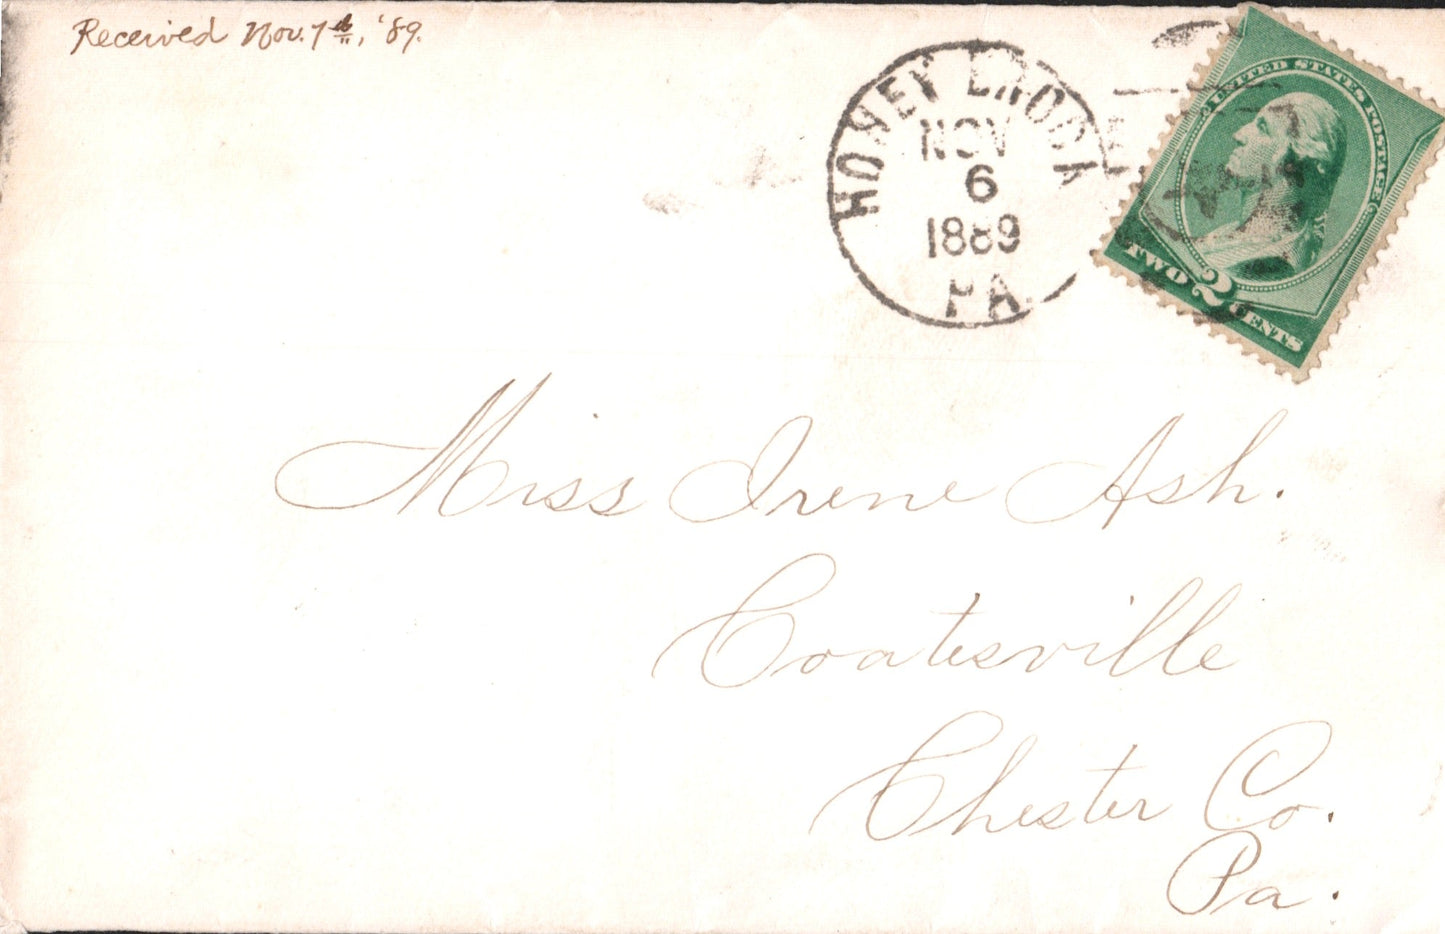 Received Nov. 7th, '89.
HONEY BROOK
NOV
6
1889
PA
UNITED STATES POSTAGE
TWO 2 CENTS
Miss Irene Ash.
Coatesville
Chester Co.
Pa.